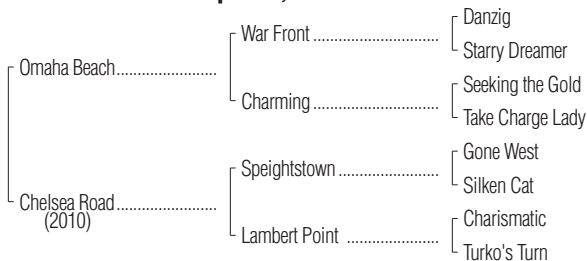 Danzig
War Front ........................
Starry Dreamer
Omaha Beach......................
Seeking the Gold
Charming ..........................
Take Charge Lady
Gone West
Speightstown ....................
Silken Cat
Chelsea Road......................
(2010)
Charismatic
Lambert Point ..................
Turko's Turn